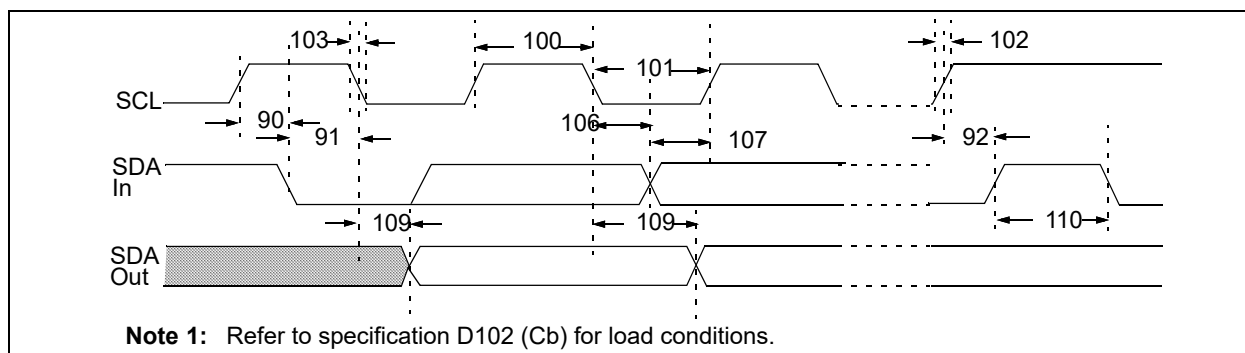 103
100
101
102
SCL
90
91
106
107
92
SDA
In
109
109
110
SDA
Out
Note 1: Refer to specification D102 (Cb) for load conditions.